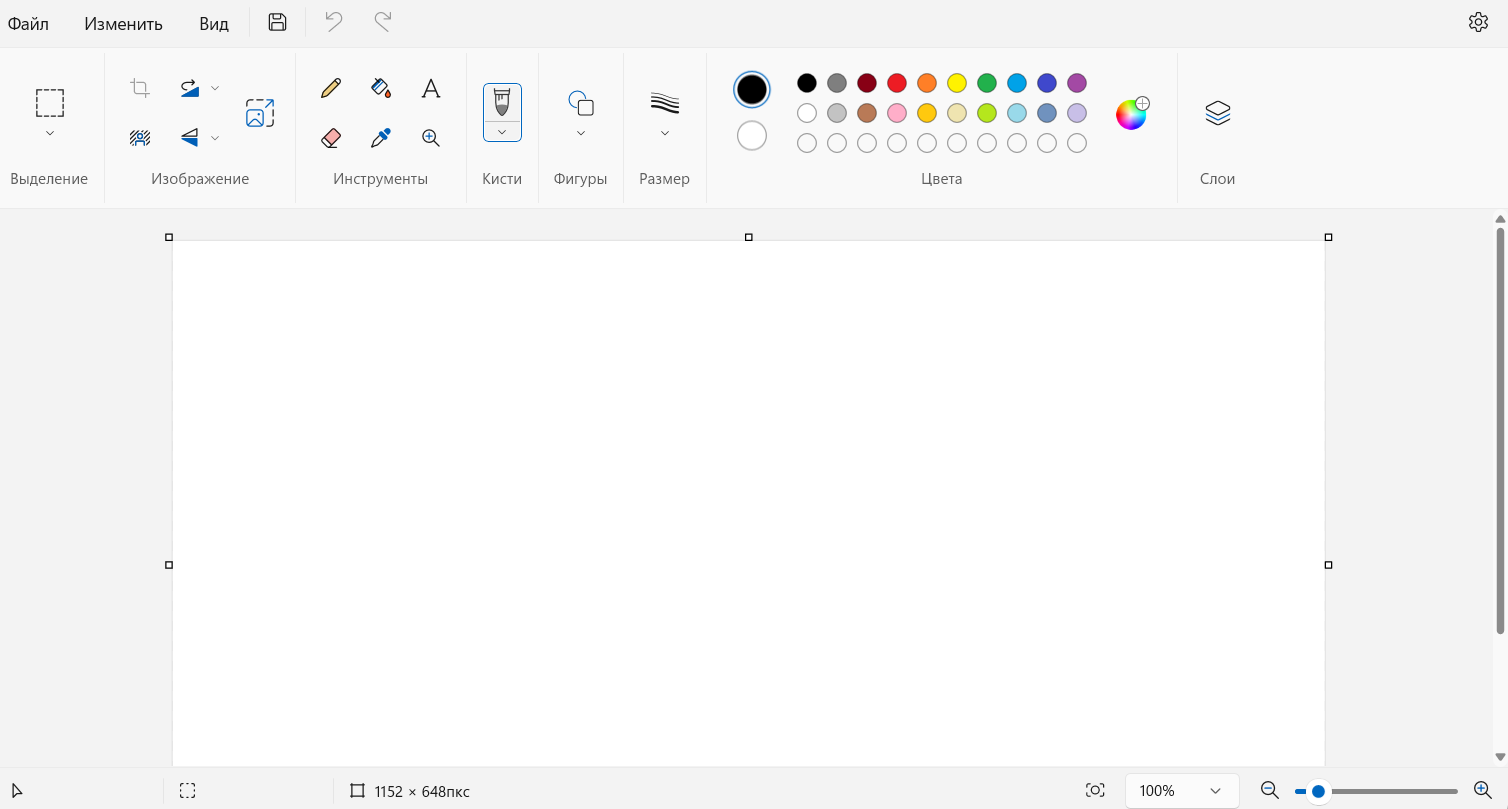 Файл Изменить Вид
Выделение Изображение Инструменты Кисти Фигуры Размер Цвета Слои
1152 × 648пкс 100%